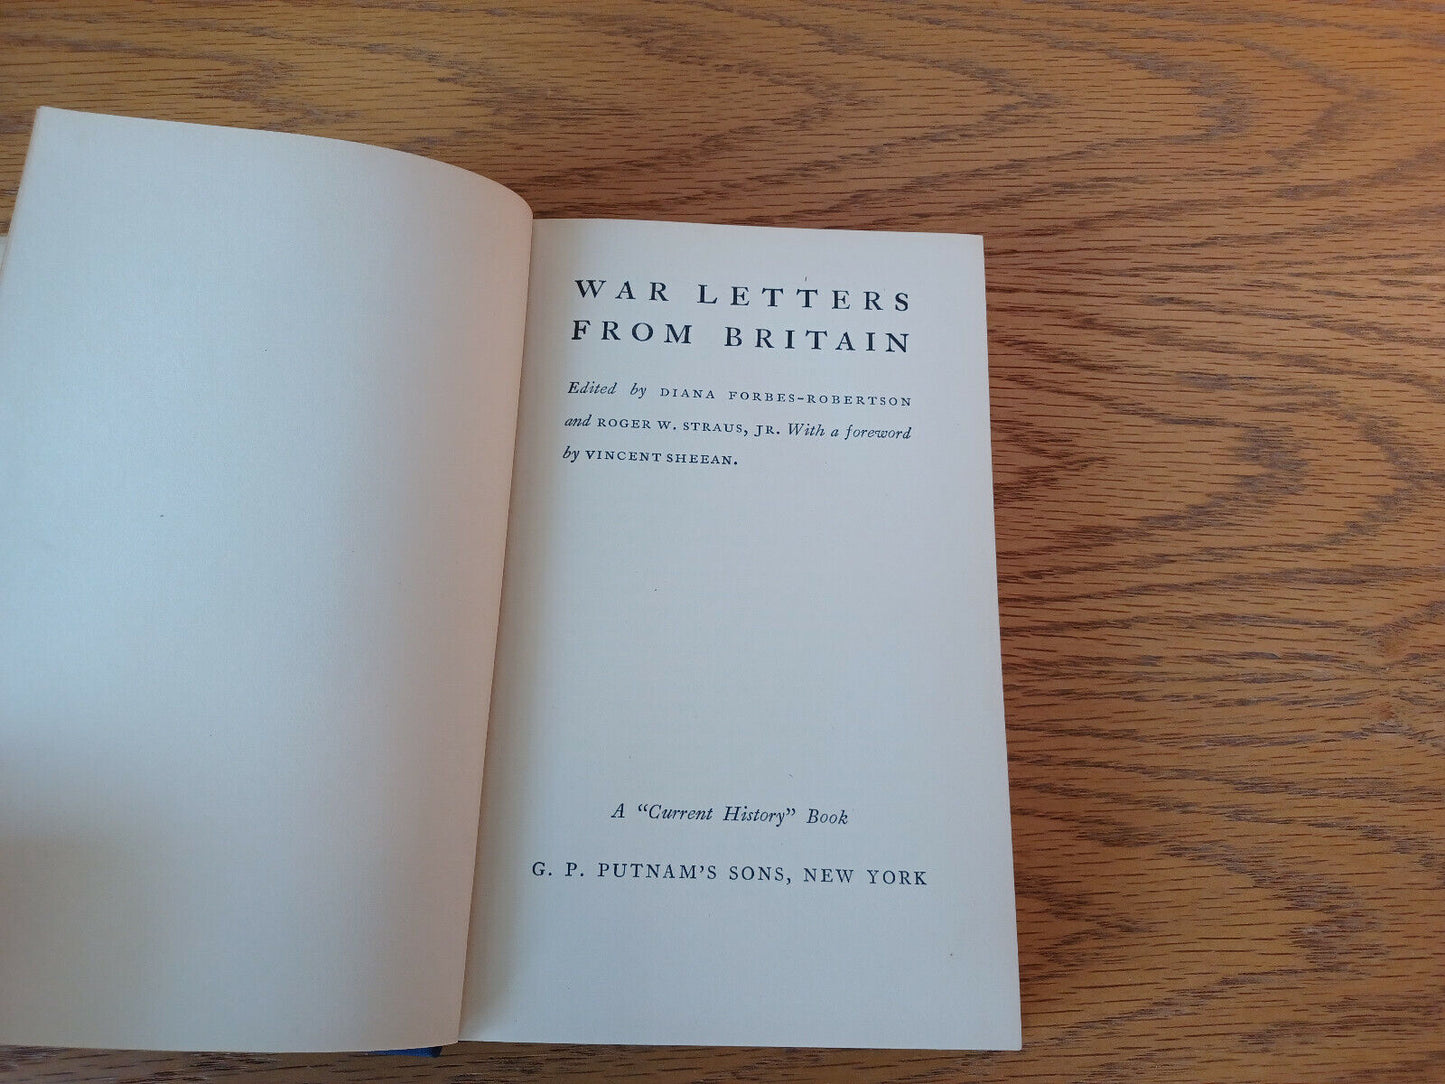 WAR LETTERS
FROM BRITAIN
Edited by DIANA FORBES-ROBERTSON
and ROGER W. STRAUS, JR. With a foreword
by VINCENT SHEEAN.
A “Current History” Book
G. P. PUTNAM’S SONS, NEW YORK